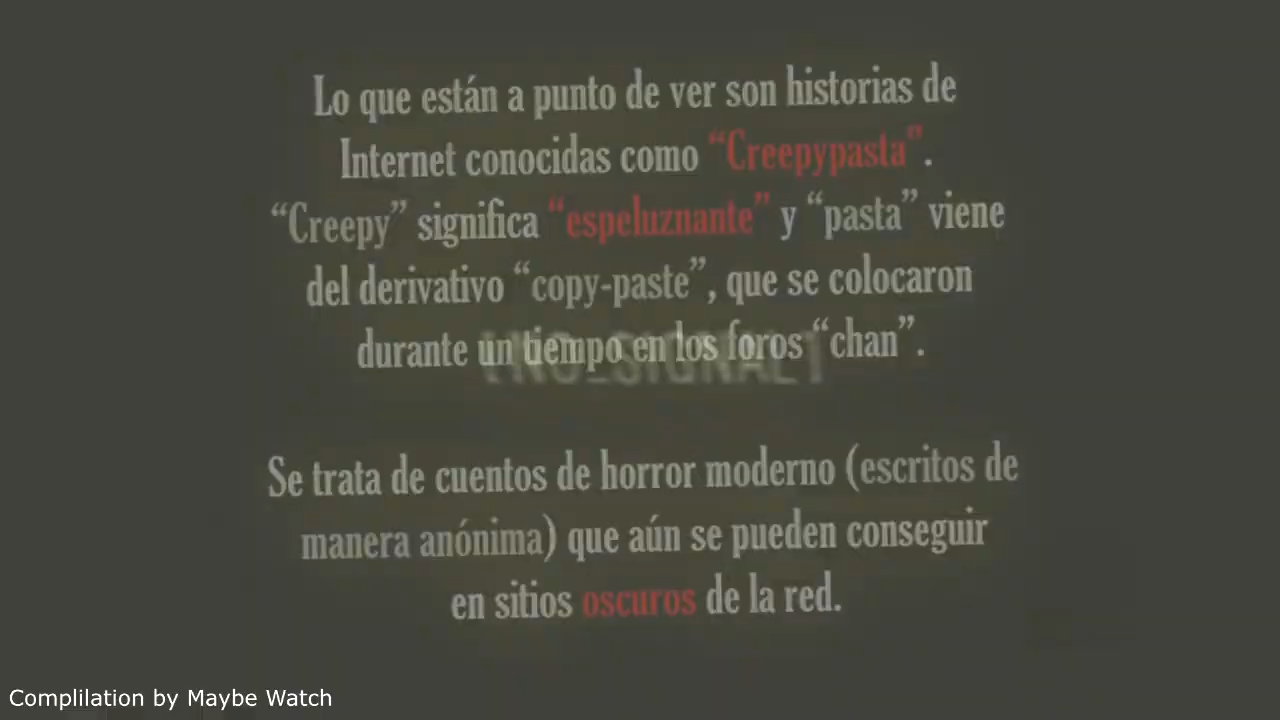 Lo que están a punto de ver son historias de
Internet conocidas como “Creepypasta”.
“Creepy” significa “espeluznante” y “pasta” viene
del derivativo “copy-paste”, que se colocaron
durante un tiempo en los foros “chan”.
NO_SIGNAL
Se trata de cuentos de horror moderno (escritos de
manera anónima) que aún se pueden conseguir
en sitios oscuros de la red.
Complilation by Maybe Watch